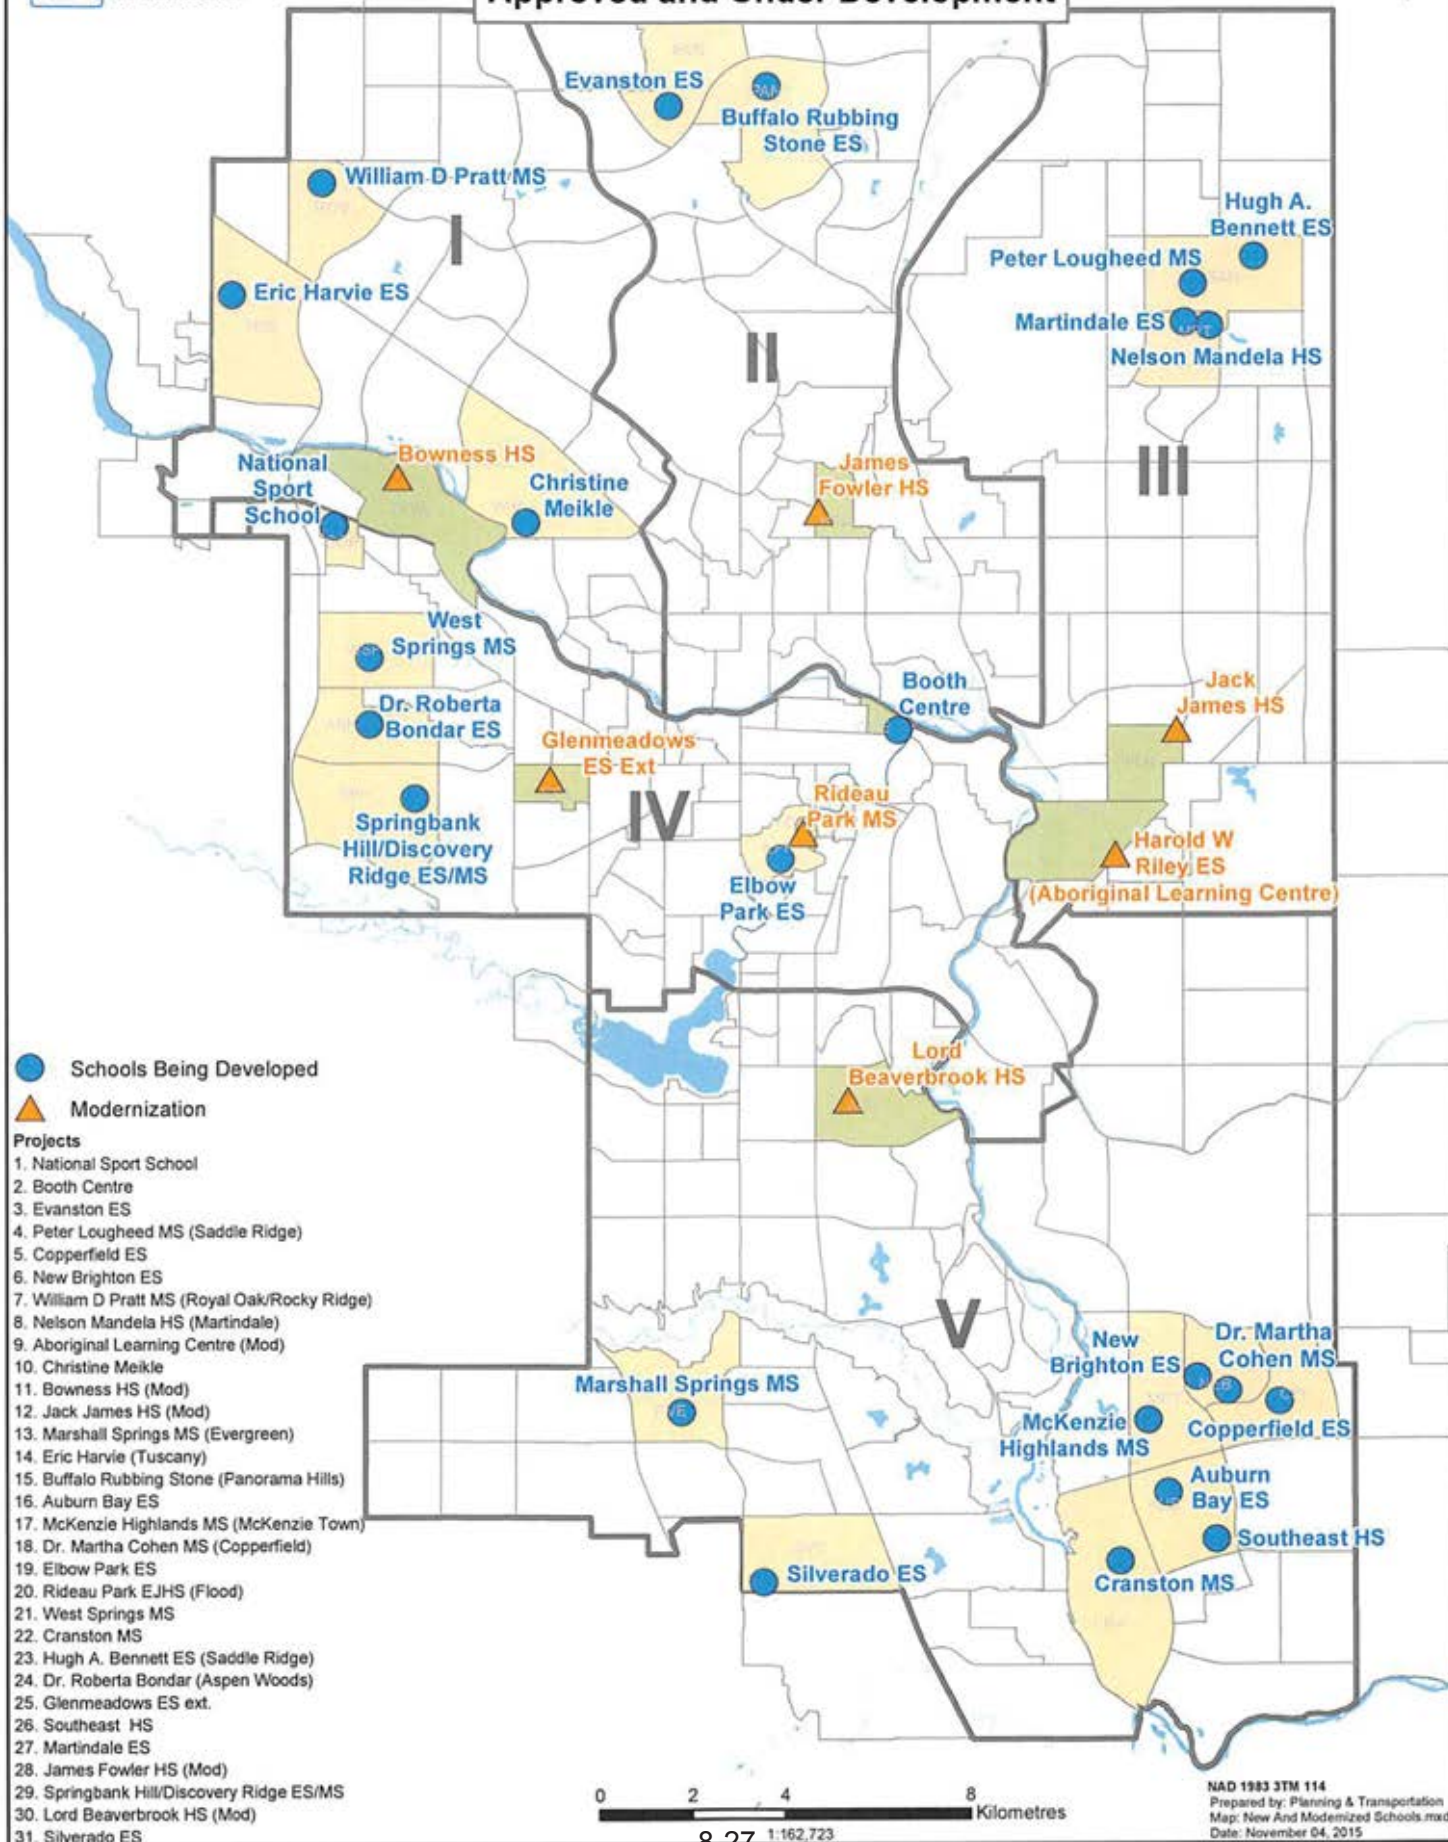 Approved and Under Development
Evanston ES
Buffalo Rubbing
Stone ES
William D Pratt MS
I
Hugh A.
Bennett ES
Peter Lougheed MS
Eric Harvie ES
Martindale ES
Nelson Mandela HS
II
Bowness HS
National
Sport
School
Christine
Meikle
James
Fowler HS
III
West
Springs MS
Booth
Centre
Jack
James HS
Dr. Roberta
Bondar ES
Glenmeadows
ES Ext
IV
Rideau
Park MS
Springbank
Hill/Discovery
Ridge ES/MS
Harold W
Riley ES
(Aboriginal Learning Centre)
Elbow
Park ES
Lord
Beaverbrook HS
Schools Being Developed
Modernization
Projects
1. National Sport School
2. Booth Centre
3. Evanston ES
4. Peter Lougheed MS (Saddle Ridge)
5. Copperfield ES
6. New Brighton ES
7. William D Pratt MS (Royal Oak/Rocky Ridge)
8. Nelson Mandela HS (Martindale)
9. Aboriginal Learning Centre (Mod)
10. Christine Meikle
11. Bowness HS (Mod)
12. Jack James HS (Mod)
13. Marshall Springs MS (Evergreen)
14. Eric Harvie (Tuscany)
15. Buffalo Rubbing Stone (Panorama Hills)
16. Auburn Bay ES
17. McKenzie Highlands MS (McKenzie Town)
18. Dr. Martha Cohen MS (Copperfield)
19. Elbow Park ES
20. Rideau Park EJHS (Flood)
21. West Springs MS
22. Cranston MS
23. Hugh A. Bennett ES (Saddle Ridge)
24. Dr. Roberta Bondar (Aspen Woods)
25. Glenmeadows ES ext.
26. Southeast HS
27. Martindale ES
28. James Fowler HS (Mod)
29. Springbank Hill/Discovery Ridge ES/MS
30. Lord Beaverbrook HS (Mod)
31. Silverado ES
V
New
Brighton ES
Dr. Martha
Cohen MS
Marshall Springs MS
McKenzie
Highlands MS
Copperfield ES
Auburn
Bay ES
Southeast HS
Silverado ES
Cranston MS
0 2 4 8
Kilometres
8-27 1:162,723
NAD 1983 3TM 114
Prepared by: Planning & Transportation
Map: New And Modernized Schools.mxd
Date: November 04, 2015